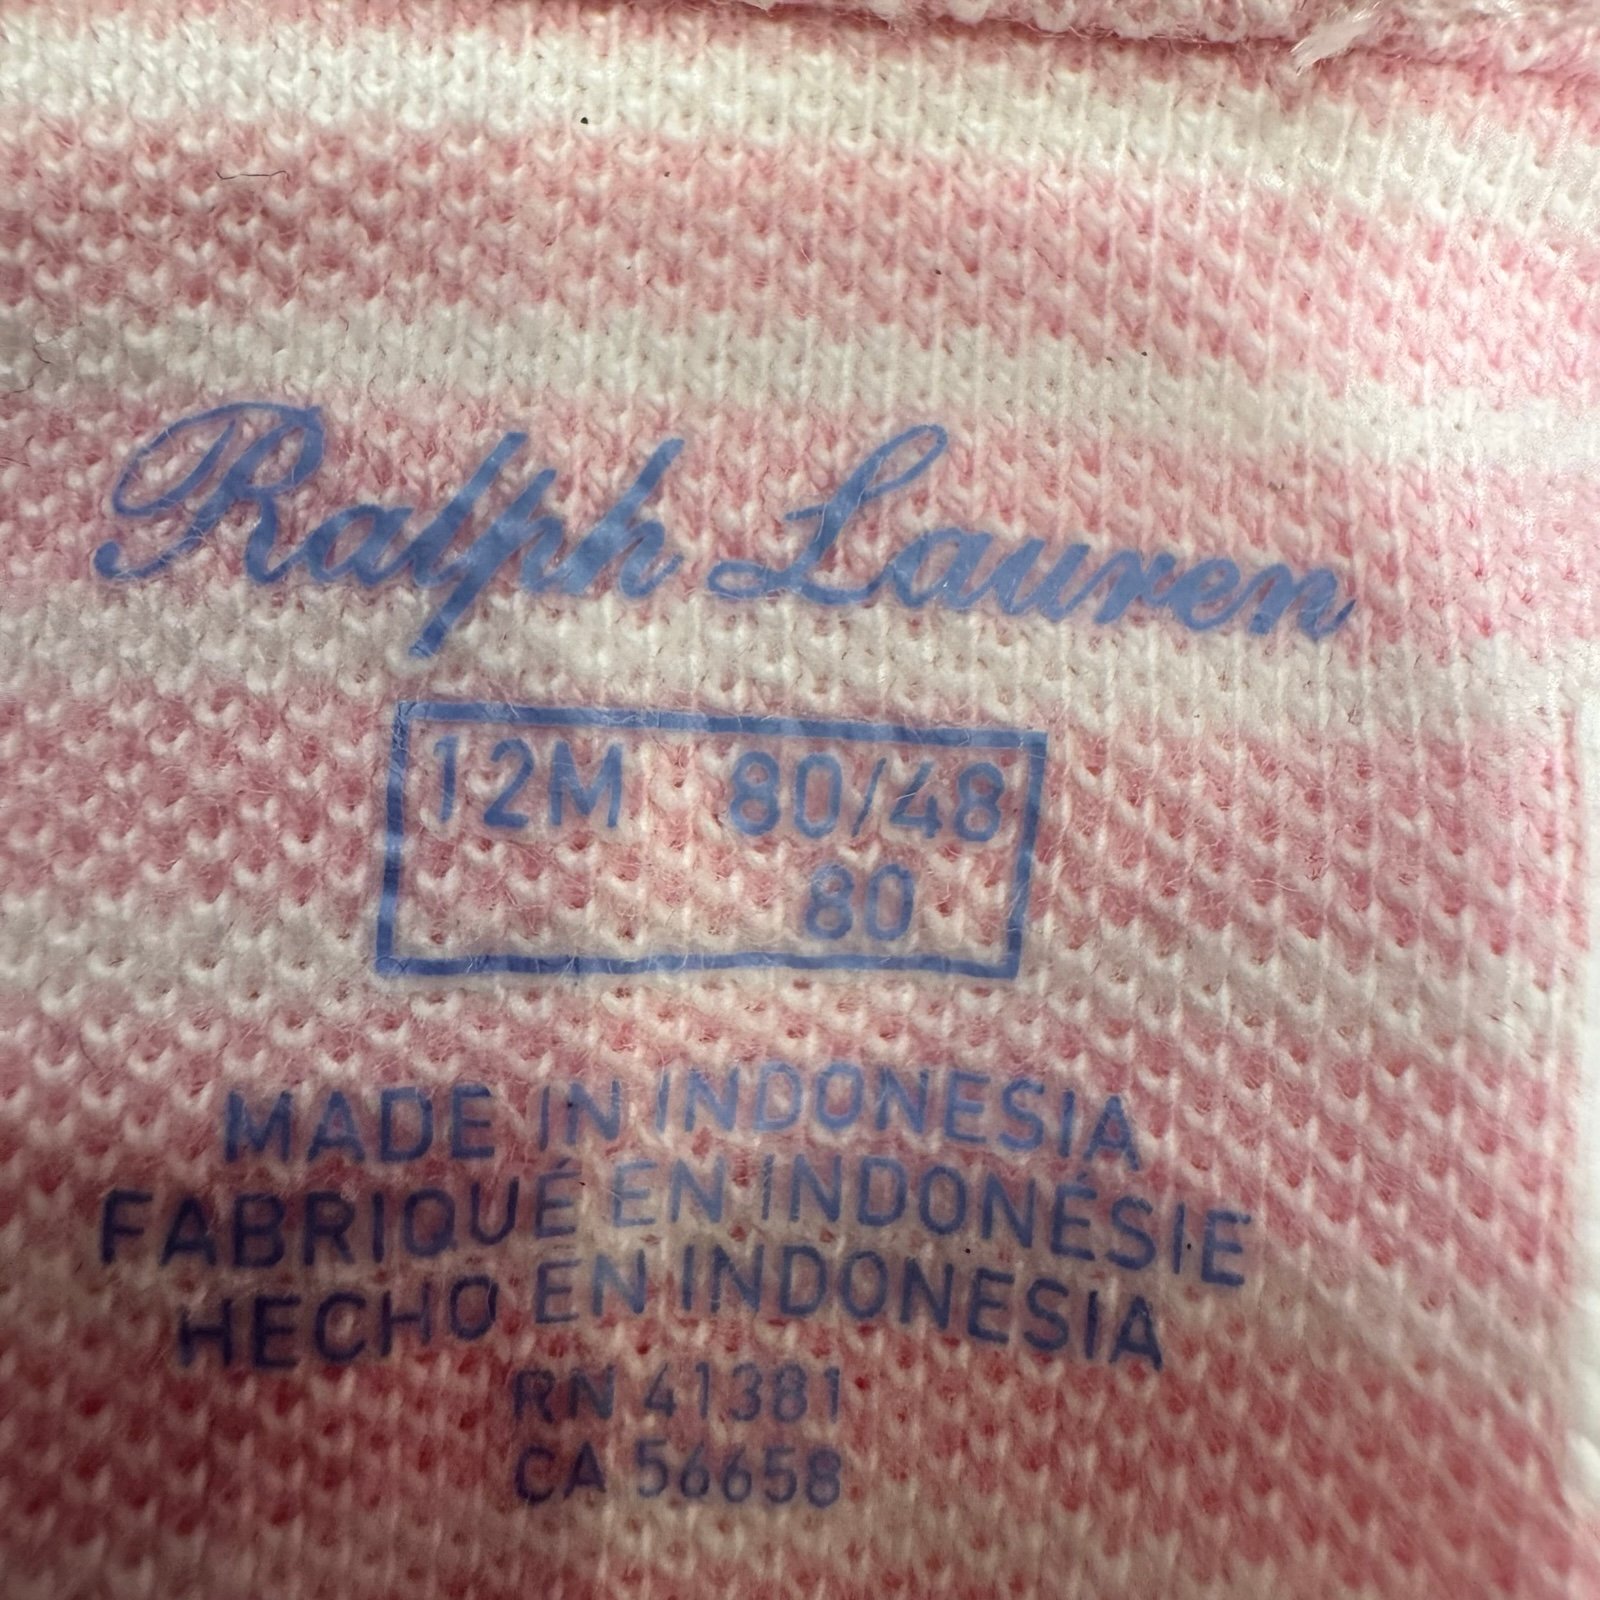 Ralph Lauren
12M 80/48
80
MADE IN INDONESIA
FABRIQUÉ EN INDONÉSIE
HECHO EN INDONESIA
RN 41381
CA 56658